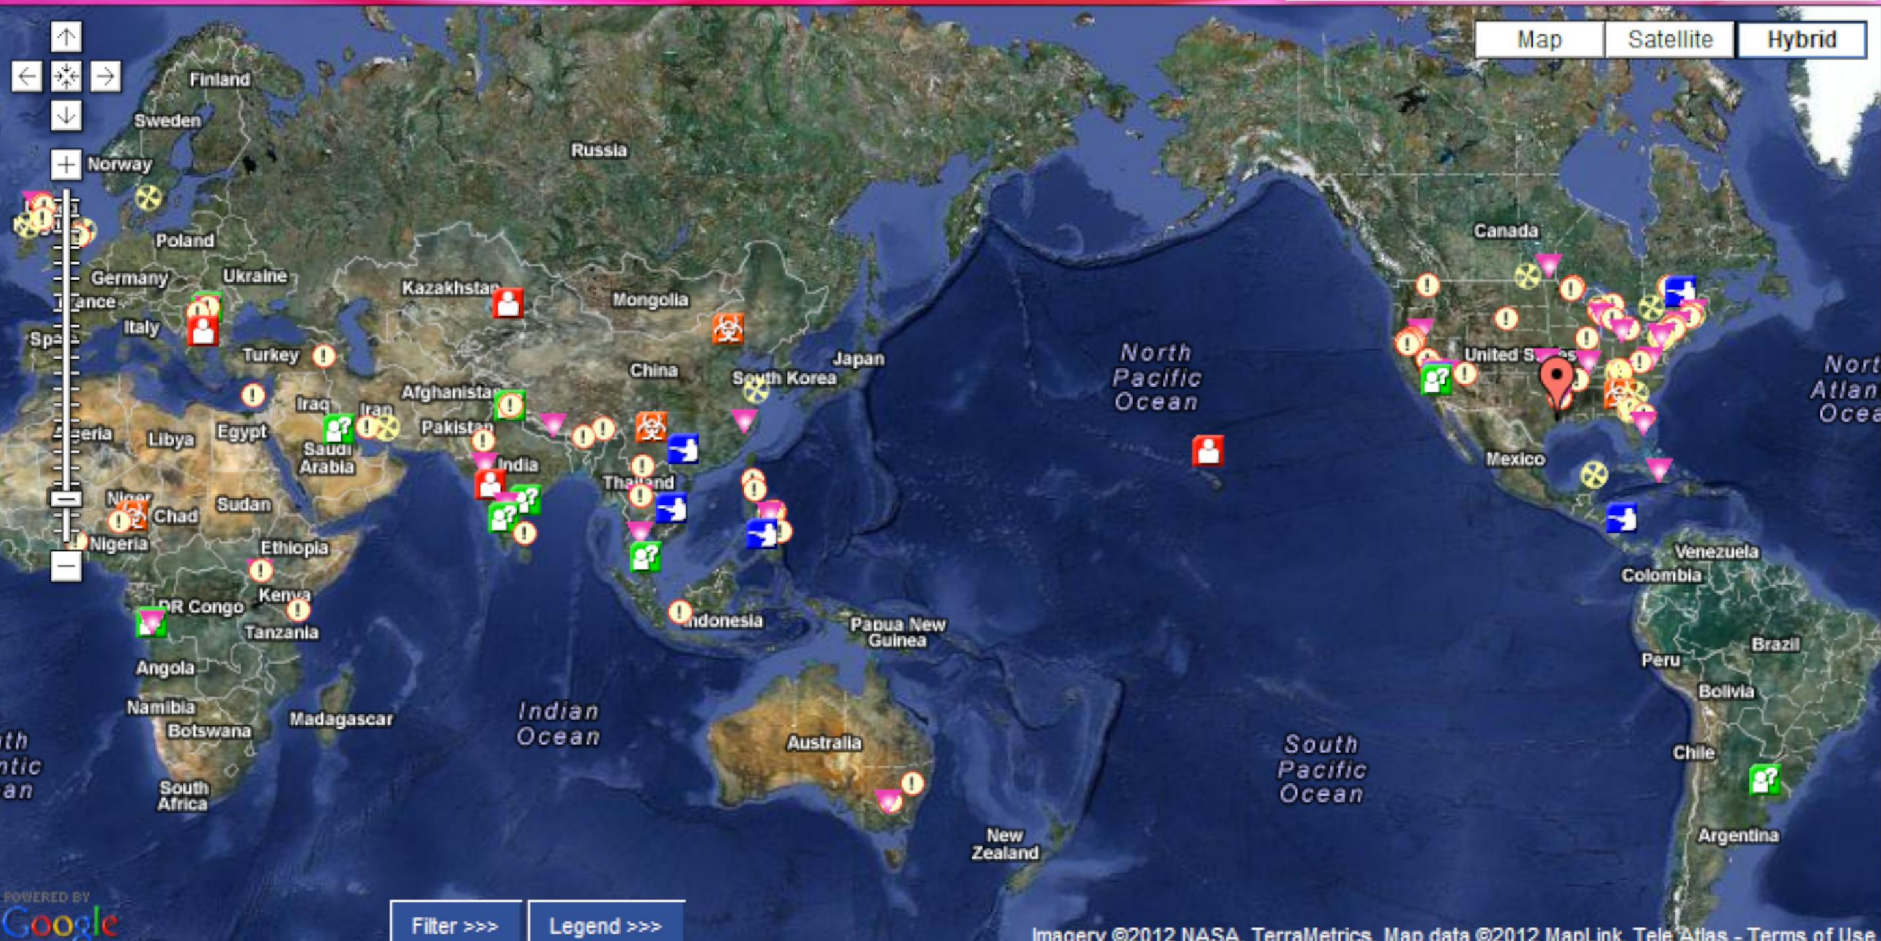 Map
Satellite
Hybrid
Finland
Sweden
Norway
Russia
Poland
Canada
Germany
Ukraine
Kazakhstan
Mongolia
Italy
Turkey
United
Japan
China
South Korea
North
Pacific
Ocean
Afghanistan
Iraq
Iran
Libya
Egypt
Pakistan
Saudi
Arabia
India
Mexico
Thailand
Niger
Chad
Sudan
Nigeria
Ethiopia
Venezuela
Colombia
Kenya
DR Congo
Tanzania
Indonesia
Papua New
Guinea
Brazil
Peru
Angola
Bolivia
Namibia
Botswana
Madagascar
Indian
Ocean
Australia
South
Pacific
Ocean
Chile
South
Africa
New
Zealand
Argentina
POWERED BY
Google
Filter >>>
Legend >>>
Imagery ©2012 NASA, TerraMetrics, Map data ©2012 MapLink, Tele Atlas - Terms of Use